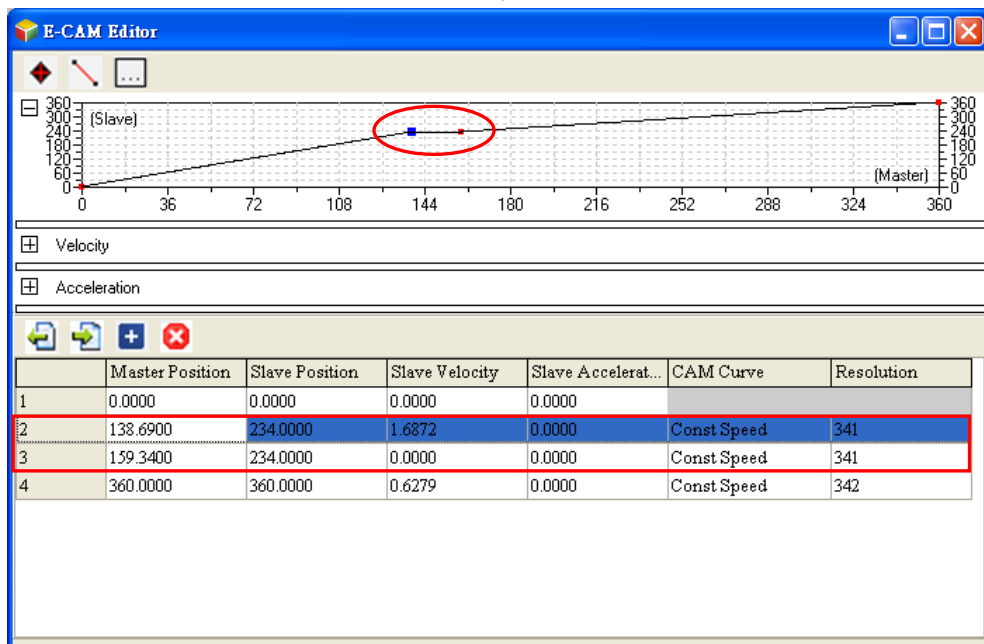 E-CAM Editor
...
360 360
300 (Slave) 300
240 240
180 180
120 120
60 (Master) 60
0 0
0 36 72 108 144 180 216 252 288 324 360
Velocity
Acceleration
Master Position Slave Position Slave Velocity Slave Accelerat... CAM Curve Resolution
1 0.0000 0.0000 0.0000 0.0000
2 138.6900 234.0000 1.6872 0.0000 Const Speed 341
3 159.3400 234.0000 0.0000 0.0000 Const Speed 341
4 360.0000 360.0000 0.6279 0.0000 Const Speed 342